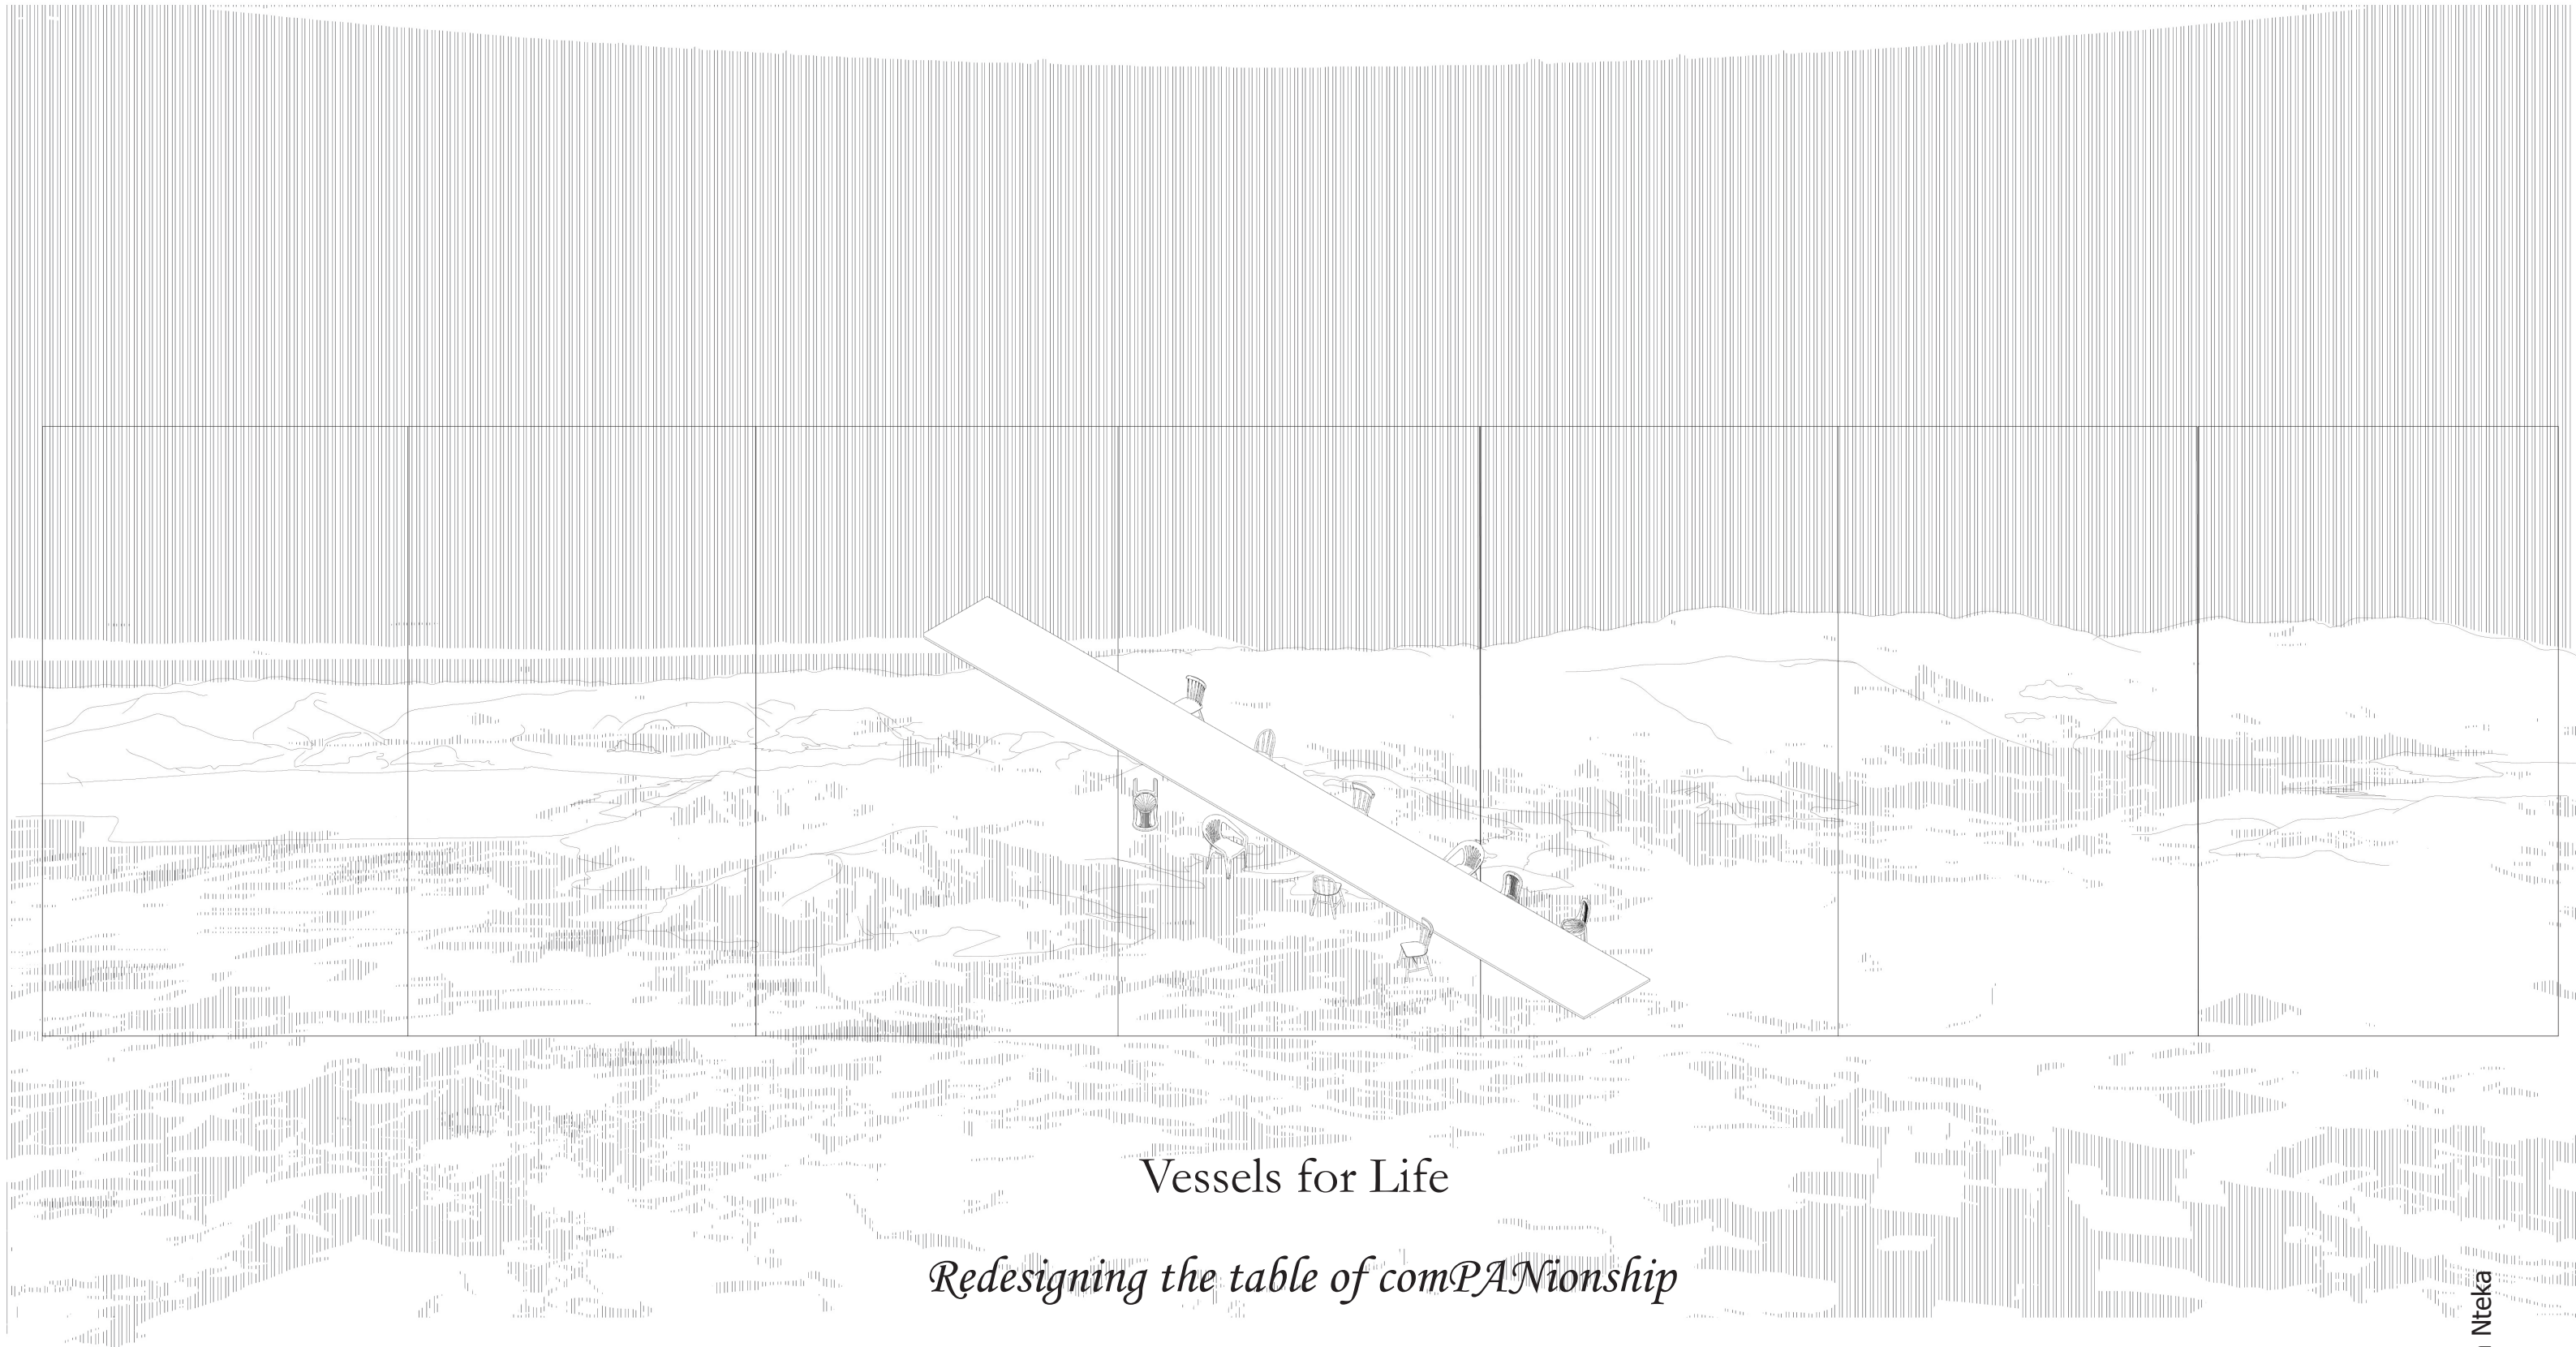 Vessels for Life
Redesigning the table of comPANionship
Nteka